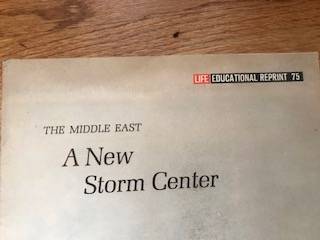 LIFE EDUCATIONAL REPRINT 75
THE MIDDLE EAST
A New
Storm Center